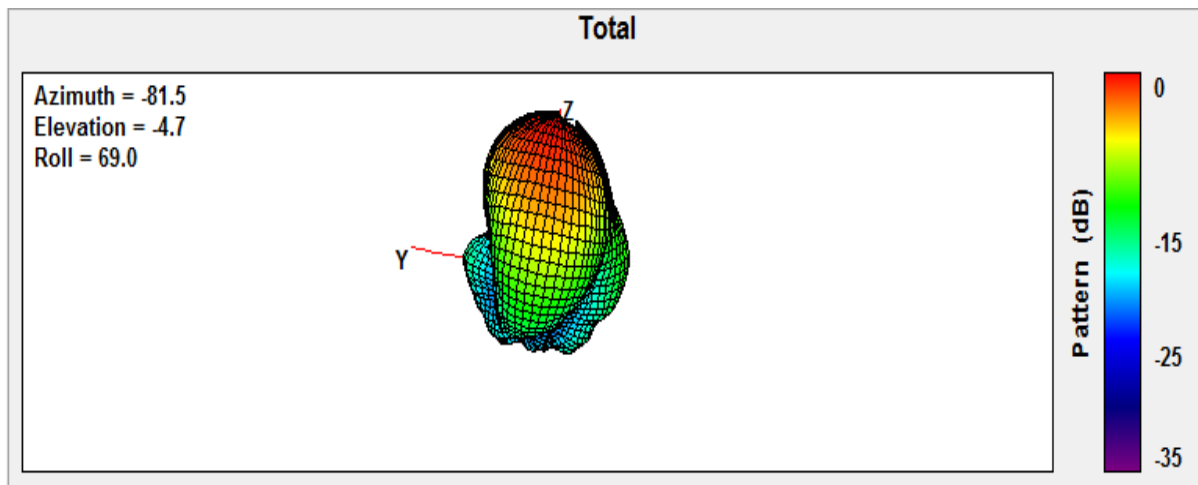 Total
Azimuth = -81.5
Elevation = -4.7
Roll = 69.0
Z
Y
Pattern (dB)
0
-15
-25
-35